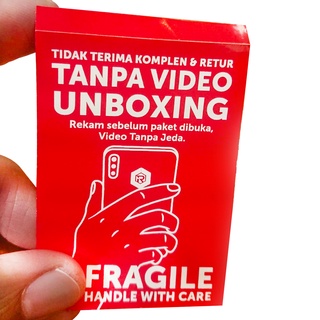 TIDAK TERIMA KOMPLEN & RETUR
TANPA VIDEO
UNBOXING
Rekam sebelum paket dibuka,
Video Tanpa Jeda.
R
FRAGILE
HANDLE WITH CARE